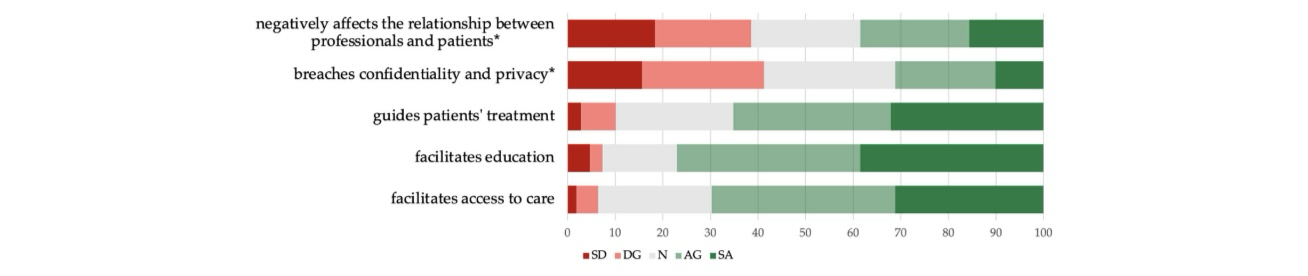 negatively affects the relationship between
professionals and patients*
breaches confidentiality and privacy*
guides patients' treatment
facilitates education
facilitates access to care
0 10 20 30 40 50 60 70 80 90 100
SD DG N AG SA